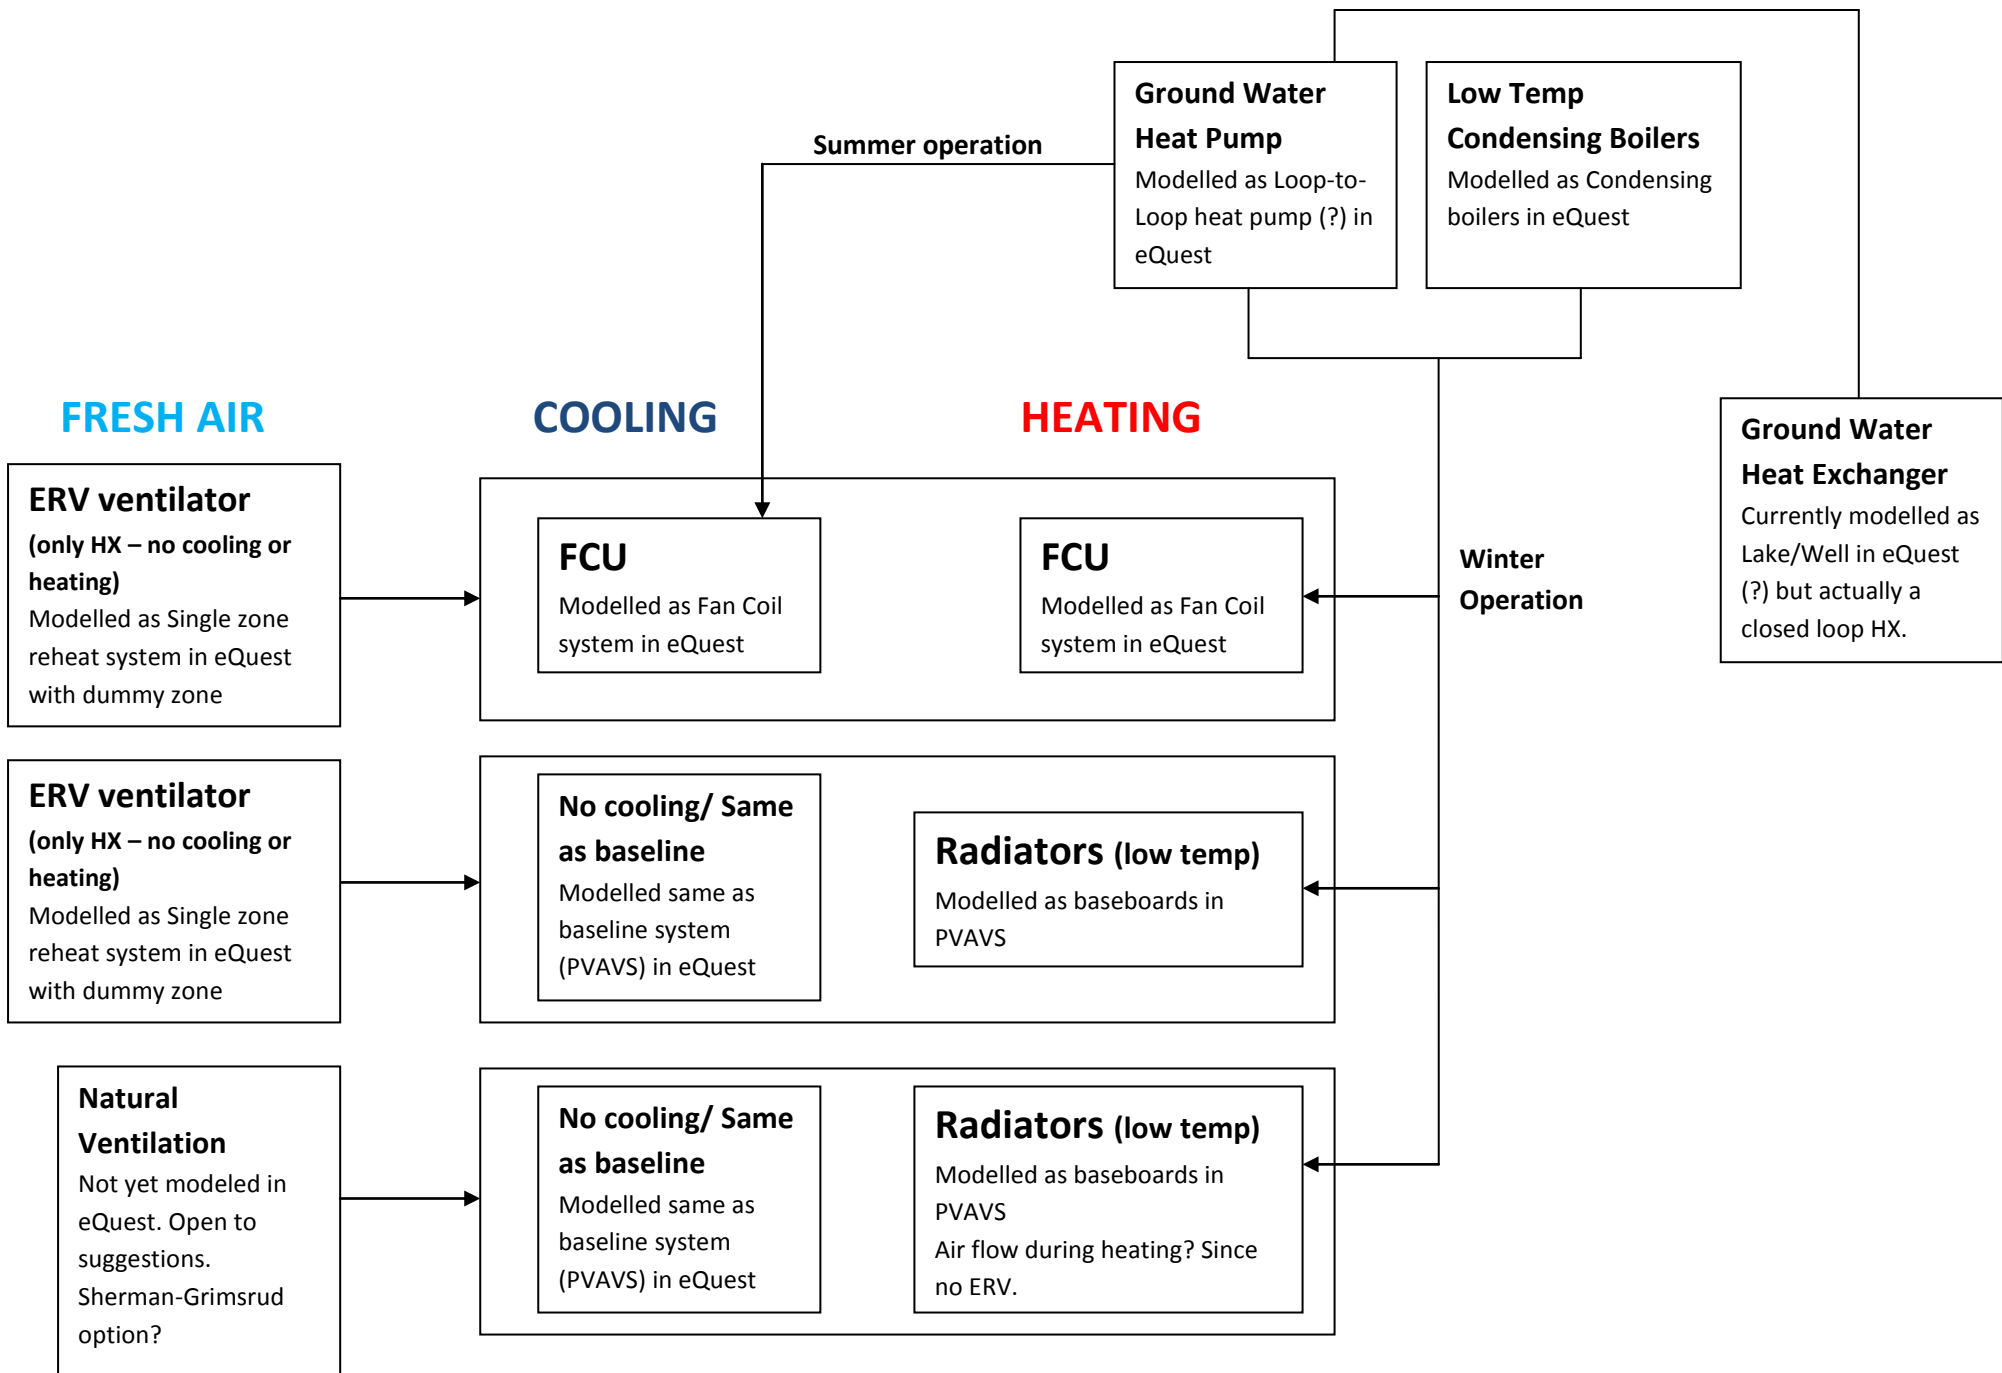 Ground Water
Heat Pump
Modelled as Loop-to-
Loop heat pump (?) in
eQuest
Low Temp
Condensing Boilers
Modelled as Condensing
boilers in eQuest
Summer operation
FRESH AIR
COOLING
HEATING
Ground Water
Heat Exchanger
Currently modelled as
Lake/Well in eQuest
(?) but actually a
closed loop HX.
ERV ventilator
(only HX – no cooling or
heating)
Modelled as Single zone
reheat system in eQuest
with dummy zone
FCU
Modelled as Fan Coil
system in eQuest
FCU
Modelled as Fan Coil
system in eQuest
Winter
Operation
ERV ventilator
(only HX – no cooling or
heating)
Modelled as Single zone
reheat system in eQuest
with dummy zone
No cooling/ Same
as baseline
Modelled same as
baseline system
(PVAVS) in eQuest
Radiators (low temp)
Modelled as baseboards in
PVAVS
Natural
Ventilation
Not yet modeled in
eQuest. Open to
suggestions.
Sherman-Grimsrud
option?
No cooling/ Same
as baseline
Modelled same as
baseline system
(PVAVS) in eQuest
Radiators (low temp)
Modelled as baseboards in
PVAVS
Air flow during heating? Since
no ERV.